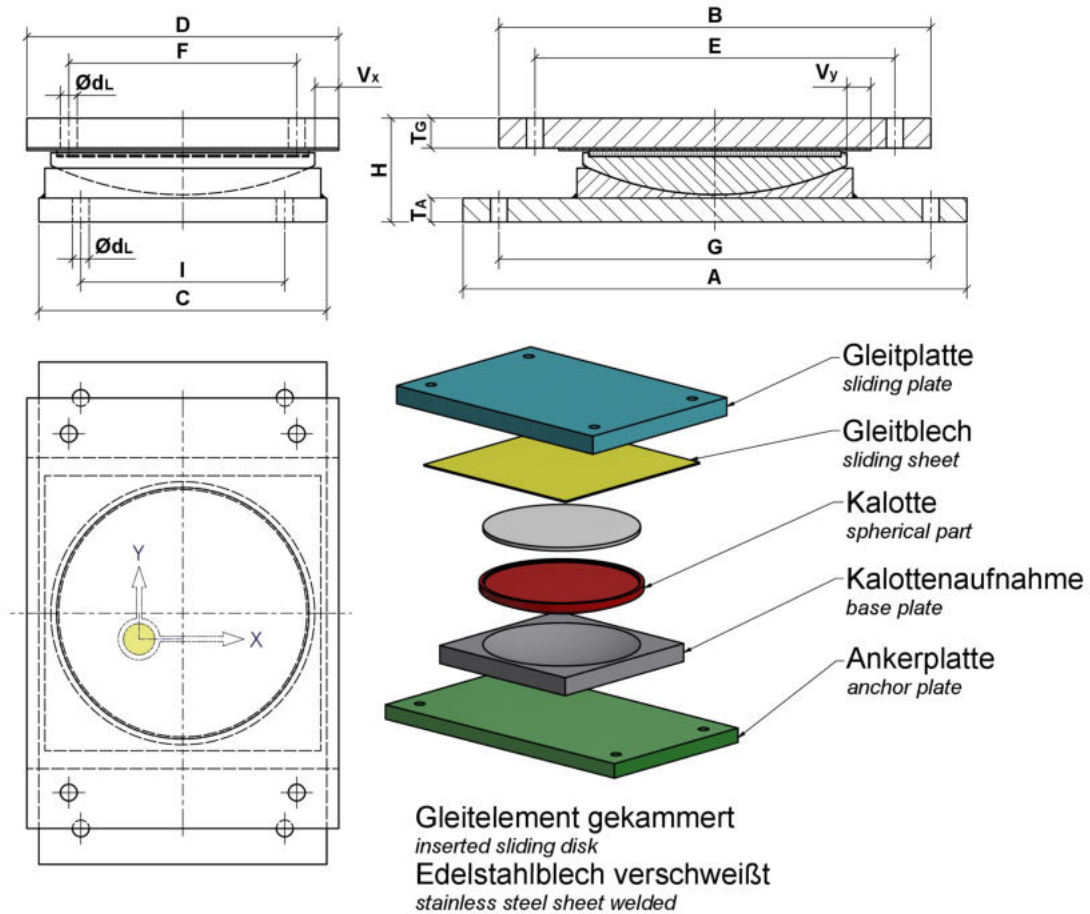 D
F
ØdL
Vx
B
E
Vy
TG
H
TA
ØdL
I
C
G
A
Gleitplatte
sliding plate
Gleitblech
sliding sheet
Kalotte
spherical part
Kalottenaufnahme
base plate
Ankerplatte
anchor plate
Y
X
Gleitelement gekammert
inserted sliding disk
Edelstahlblech verschweißt
stainless steel sheet welded